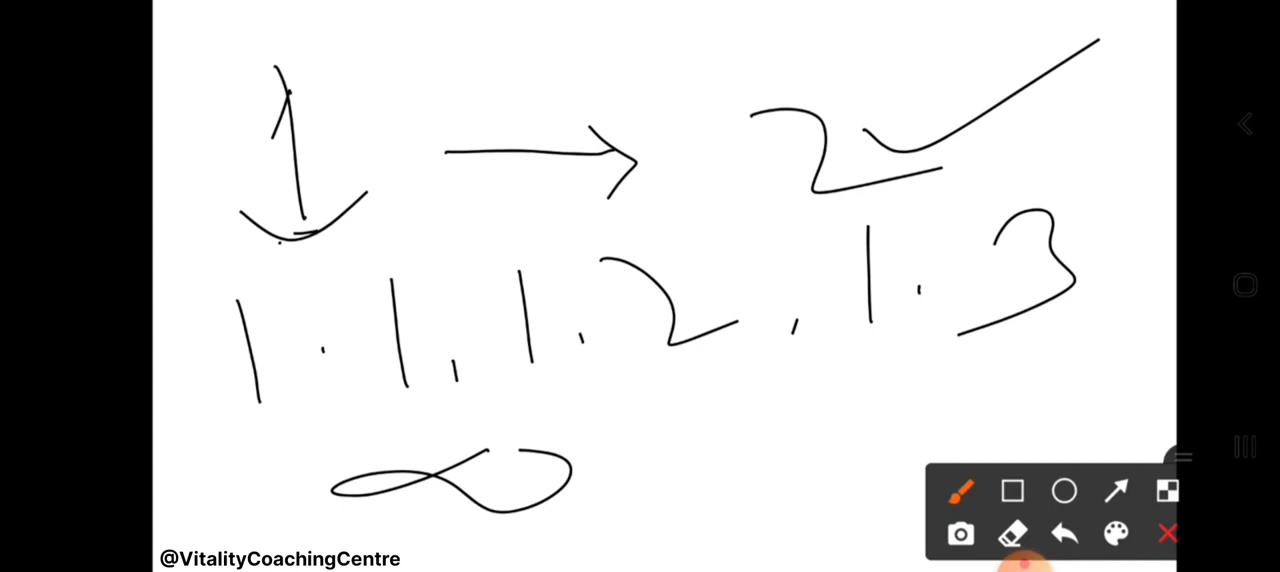 1 → 2 ✓
1.1, 1.2, 1.3
∞
@VitalityCoachingCentre